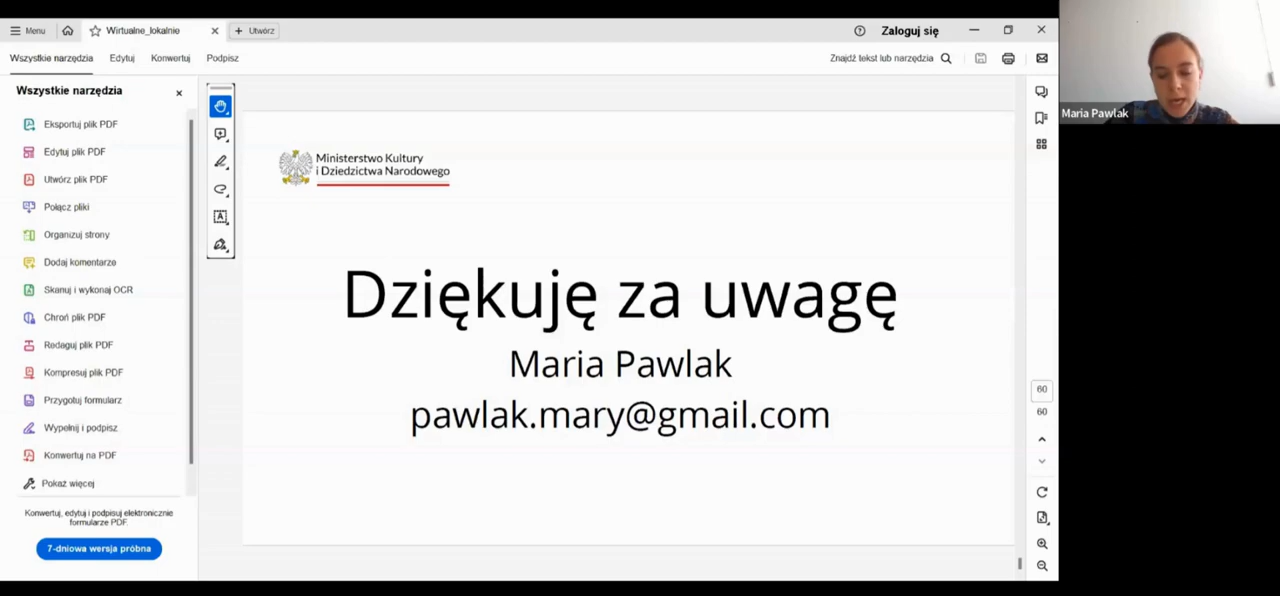 Menu
Wirtualne_lokalnie
Utwórz
Zaloguj się
Wszystkie narzędzia
Edytuj
Konwertuj
Podpisz
Znajdź tekst lub narzędzia
Wszystkie narzędzia
Eksportuj plik PDF
Edytuj plik PDF
Utwórz plik PDF
Połącz pliki
Organizuj strony
Dodaj komentarze
Skanuj i wykonaj OCR
Chroń plik PDF
Redaguj plik PDF
Kompresuj plik PDF
Przygotuj formularz
Wypełnij i podpisz
Konwertuj na PDF
Pokaż więcej
Konwertuj, edytuj i podpisuj elektronicznie
formularze PDF.
7-dniowa wersja próbna
Ministerstwo Kultury
i Dziedzictwa Narodowego
Dziękuję za uwagę
Maria Pawlak
pawlak.mary@gmail.com
60
60
Maria Pawlak